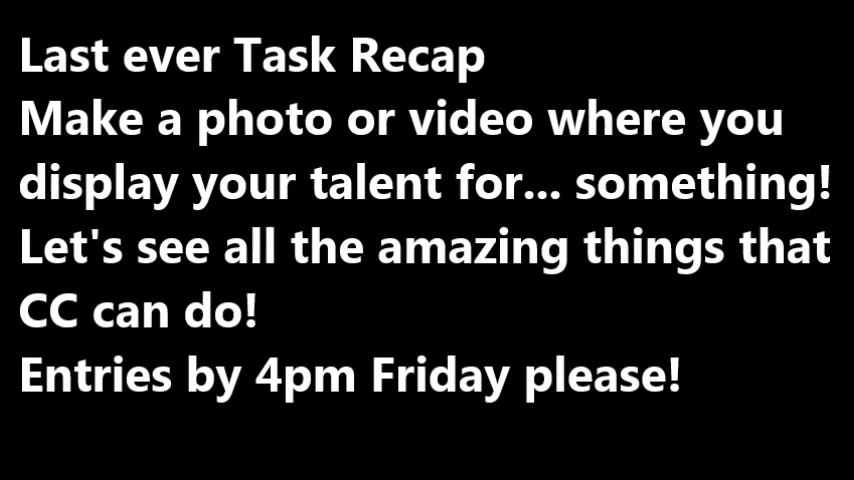 Last ever Task Recap
Make a photo or video where you
display your talent for... something!
Let's see all the amazing things that
CC can do!
Entries by 4pm Friday please!